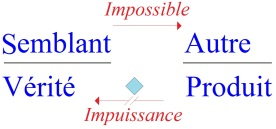 Impossible
Semblant Autre
Vérité Produit
Impuissance